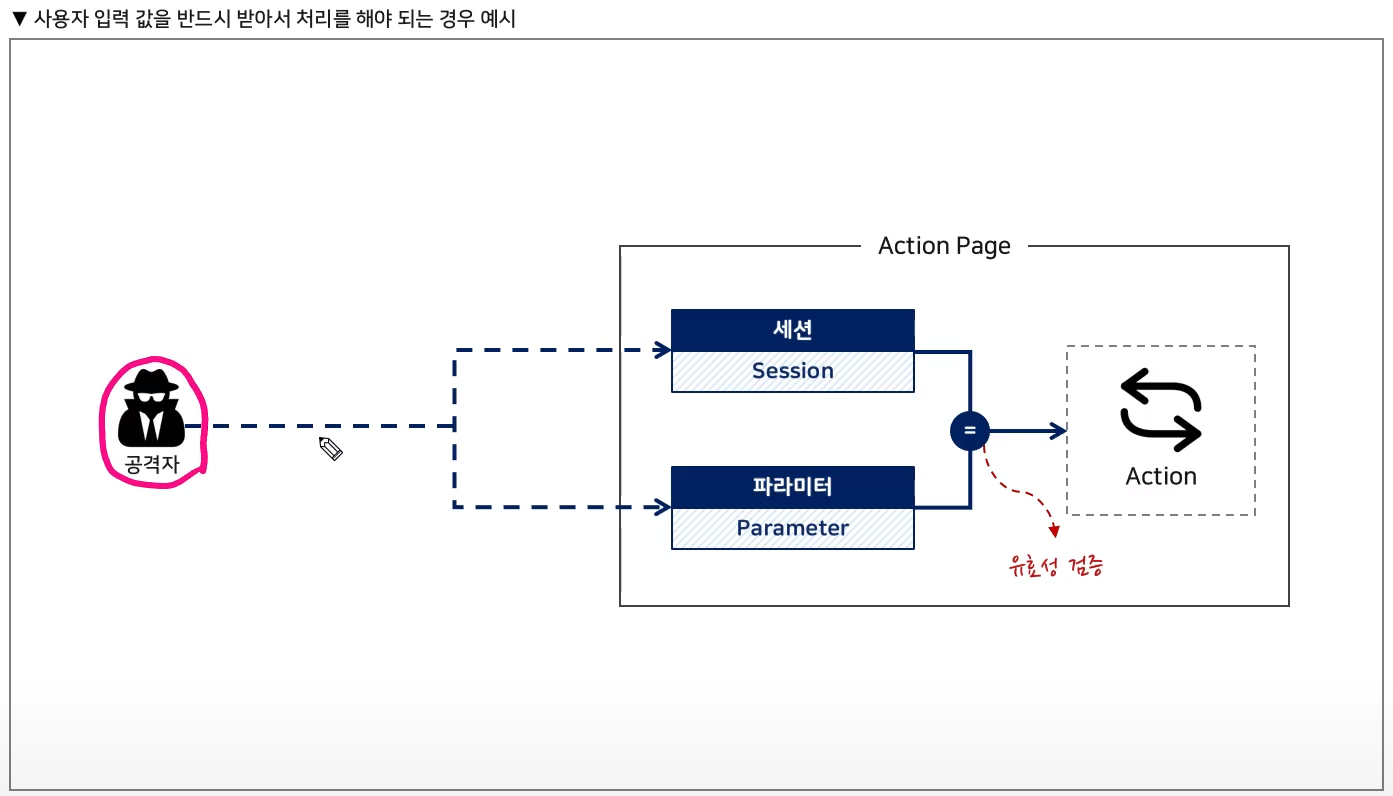 ▼ 사용자 입력 값을 반드시 받아서 처리를 해야 되는 경우 예시
Action Page
세션
Session
공격자
=
파라미터
Parameter
Action
유효성 검증